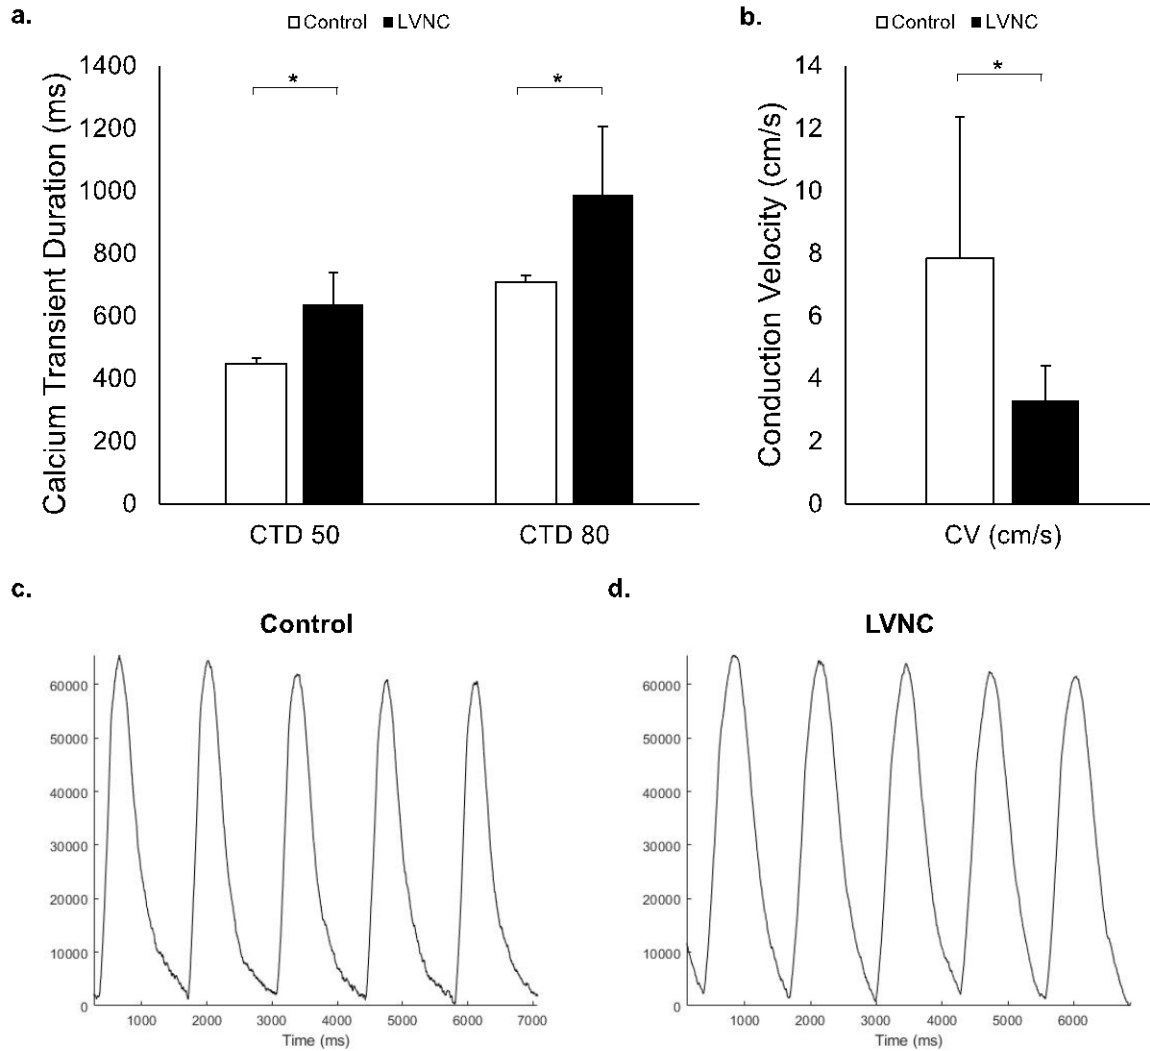 a.
□Control ■LVNC
Calcium Transient Duration (ms)
1400
1200
1000
800
600
400
200
0
*
*
CTD 50
CTD 80
b.
□Control ■LVNC
Conduction Velocity (cm/s)
14
12
10
8
6
4
2
0
*
CV (cm/s)
c.
Control
60000
50000
40000
30000
20000
10000
0
1000 2000 3000 4000 5000 6000 7000
Time (ms)
d.
LVNC
60000
50000
40000
30000
20000
10000
0
1000 2000 3000 4000 5000 6000
Time (ms)